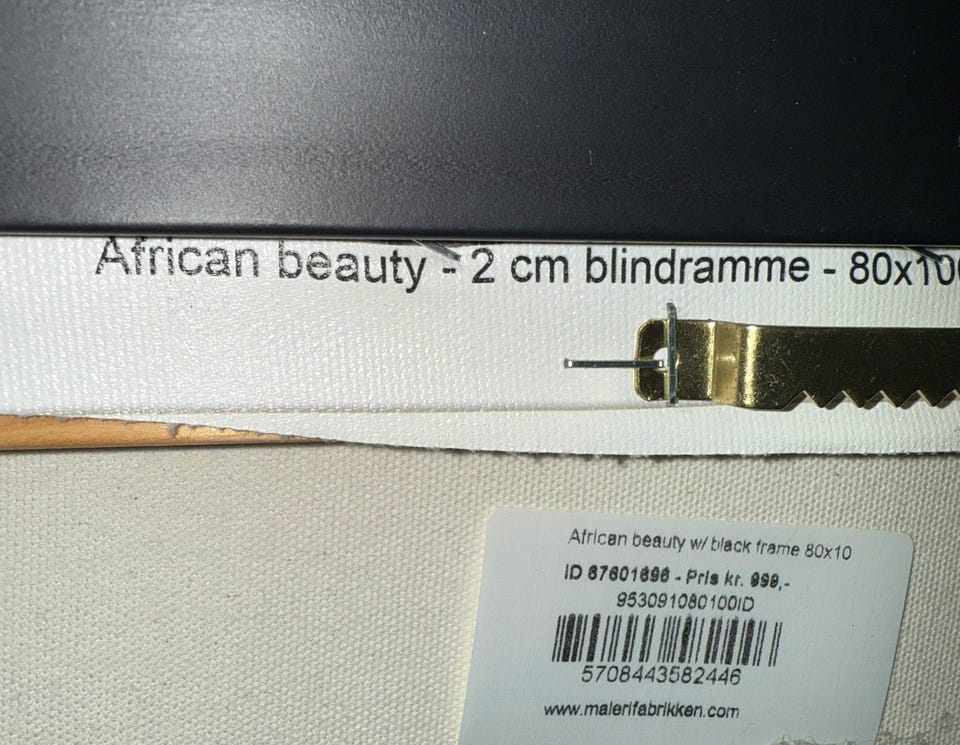 African beauty - 2 cm blindramme - 80x100
African beauty w/ black frame 80x10
ID 67601696 - Pris kr. 999,-
953091080100ID
5708443582446
www.malerifabrikken.com